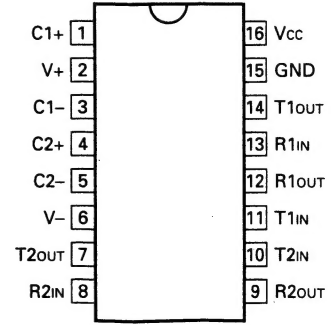 C1+ 1 16 Vcc
V+ 2 15 GND
C1− 3 14 T1OUT
C2+ 4 13 R1IN
C2− 5 12 R1OUT
V− 6 11 T1IN
T2OUT 7 10 T2IN
R2IN 8 9 R2OUT